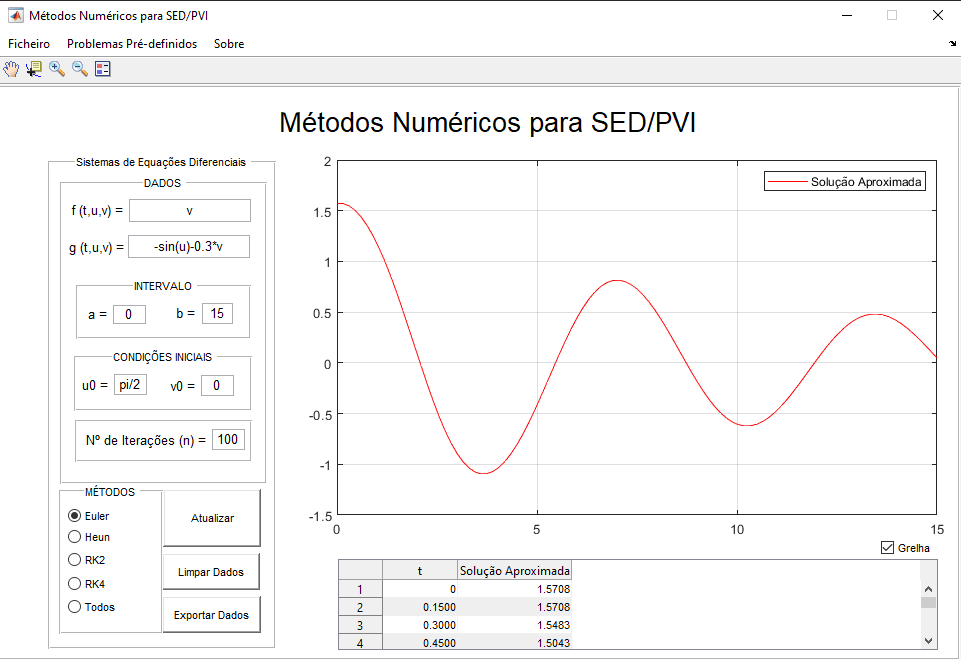 Métodos Numéricos para SED/PVI
Ficheiro Problemas Pré-definidos Sobre
Métodos Numéricos para SED/PVI
Sistemas de Equações Diferenciais
DADOS
f (t,u,v) = v
g (t,u,v) = -sin(u)-0.3*v
INTERVALO
a = 0 b = 15
CONDIÇÕES INICIAIS
u0 = pi/2 v0 = 0
Nº de Iterações (n) = 100
MÉTODOS
Euler
Heun
RK2
RK4
Todos
Atualizar
Limpar Dados
Exportar Dados
Solução Aproximada
2
1.5
1
0.5
0
-0.5
-1
-1.5
0 5 10 15
Grelha
t Solução Aproximada
1 0 1.5708
2 0.1500 1.5708
3 0.3000 1.5483
4 0.4500 1.5043